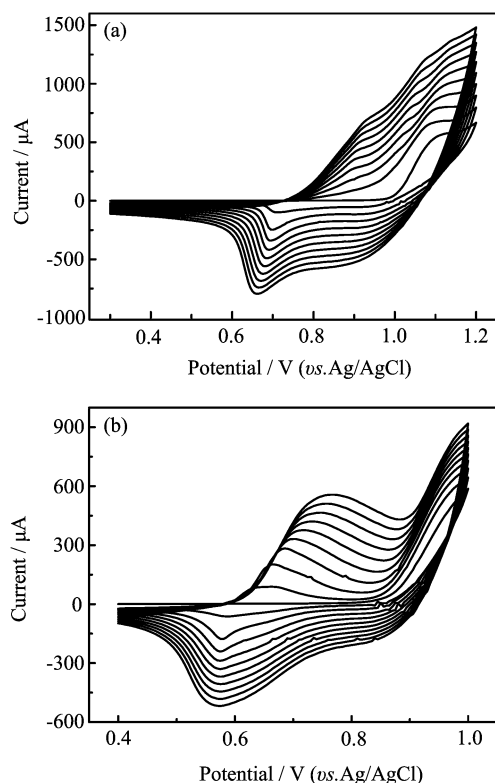 (a)
1500
1000
500
0
-500
-1000
Current / μA
0.4 0.6 0.8 1.0 1.2
Potential / V (vs.Ag/AgCl)
(b)
900
600
300
0
-300
-600
Current / μA
0.4 0.6 0.8 1.0
Potential / V (vs.Ag/AgCl)